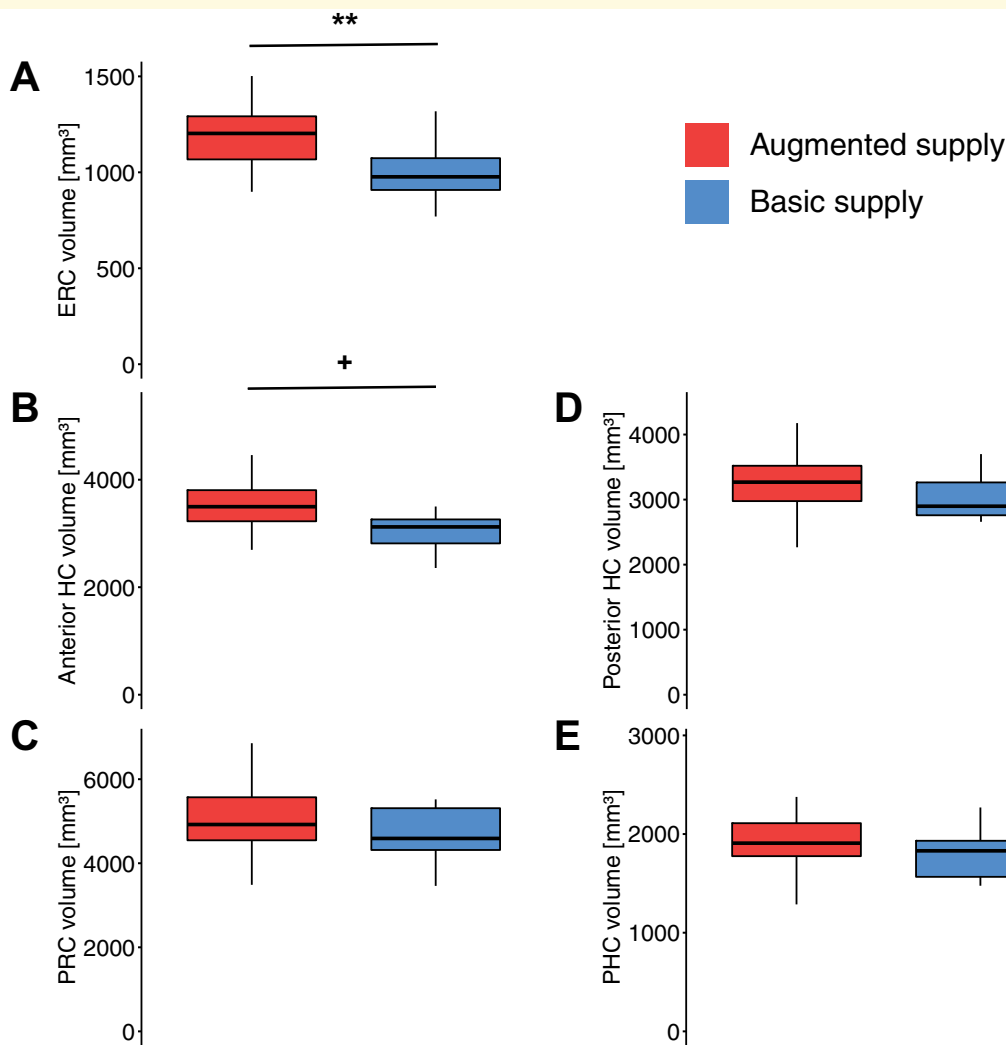 **
A
ERC volume [mm³]
1500
1000
500
0
Augmented supply
Basic supply
+
B
Anterior HC volume [mm³]
4000
2000
0
D
Posterior HC volume [mm³]
4000
3000
2000
1000
0
C
PRC volume [mm³]
6000
4000
2000
0
E
PHC volume [mm³]
3000
2000
1000
0